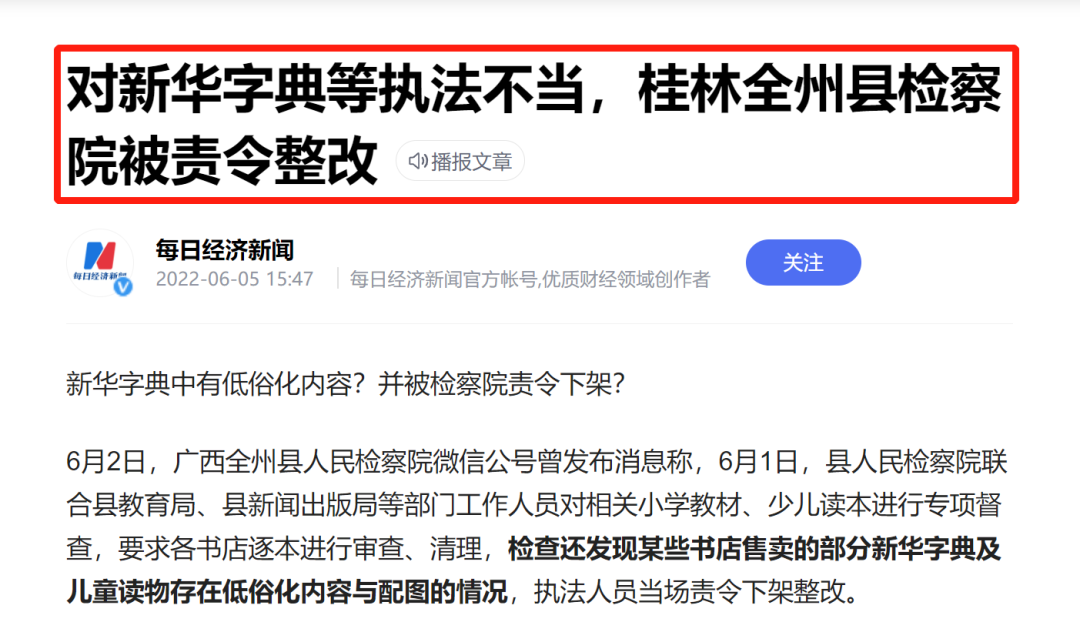 对新华字典等执法不当，桂林全州县检察
院被责令整改 播报文章
每日经济新闻
每日经济新闻
2022-06-05 15:47 每日经济新闻官方帐号,优质财经领域创作者
关注
新华字典中有低俗化内容？并被检察院责令下架？
6月2日，广西全州县人民检察院微信公号曾发布消息称，6月1日，县人民检察院联
合县教育局、县新闻出版局等部门工作人员对相关小学教材、少儿读本进行专项督
查，要求各书店逐本进行审查、清理，检查还发现某些书店售卖的部分新华字典及
儿童读物存在低俗化内容与配图的情况，执法人员当场责令下架整改。